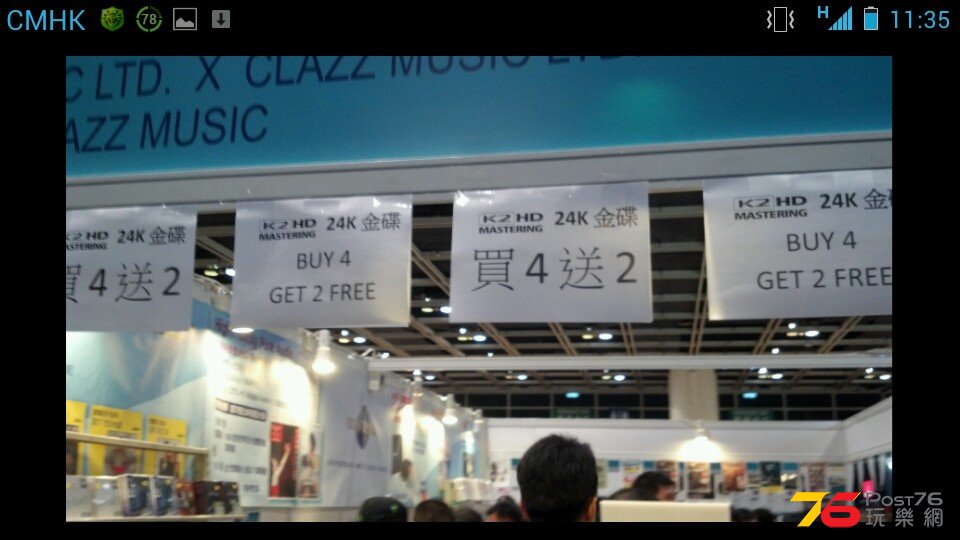 CMHK
78
H
11:35
C LTD. X CLAZZ MUSIC LTD.
AZZ MUSIC
K2 HD 24K 金碟
MASTERING
買4送2
K2 HD 24K 金碟
MASTERING
BUY 4
GET 2 FREE
K2 HD 24K 金碟
MASTERING
買4送2
K2 HD 24K 金
MASTERING
BUY 4
GET 2 FREE
76
Post76
玩樂網